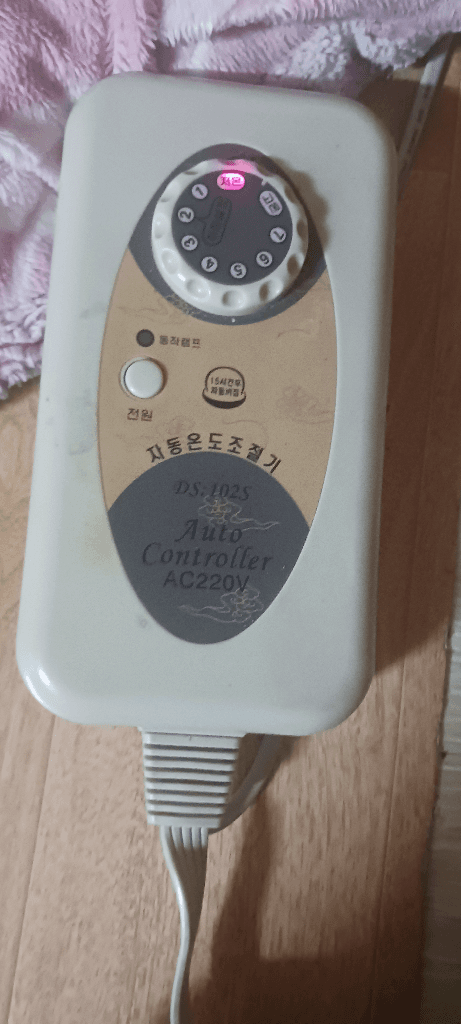 저온
고온
1
2
3
4
5
6
7
동작램프
전원
15시간후
자동꺼짐
자동온도조절기
DS-102S
Auto
Controller
AC220V